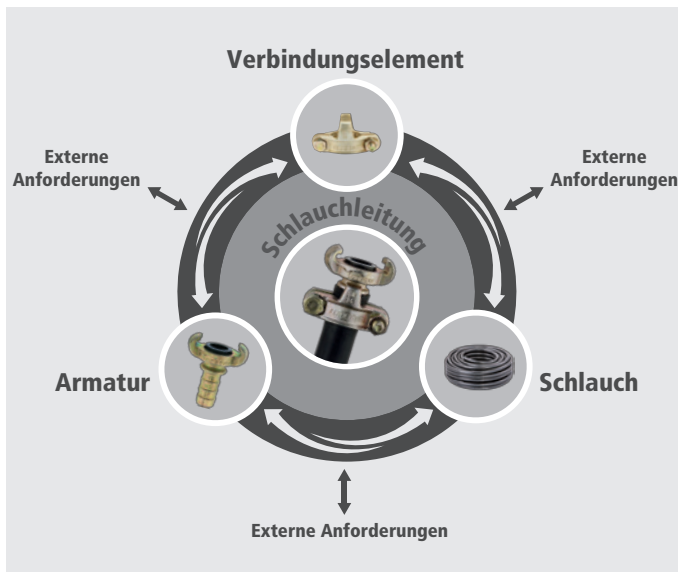 Verbindungselement
Externe
Anforderungen
Externe
Anforderungen
Schlauchleitung
Armatur
Schlauch
Externe Anforderungen